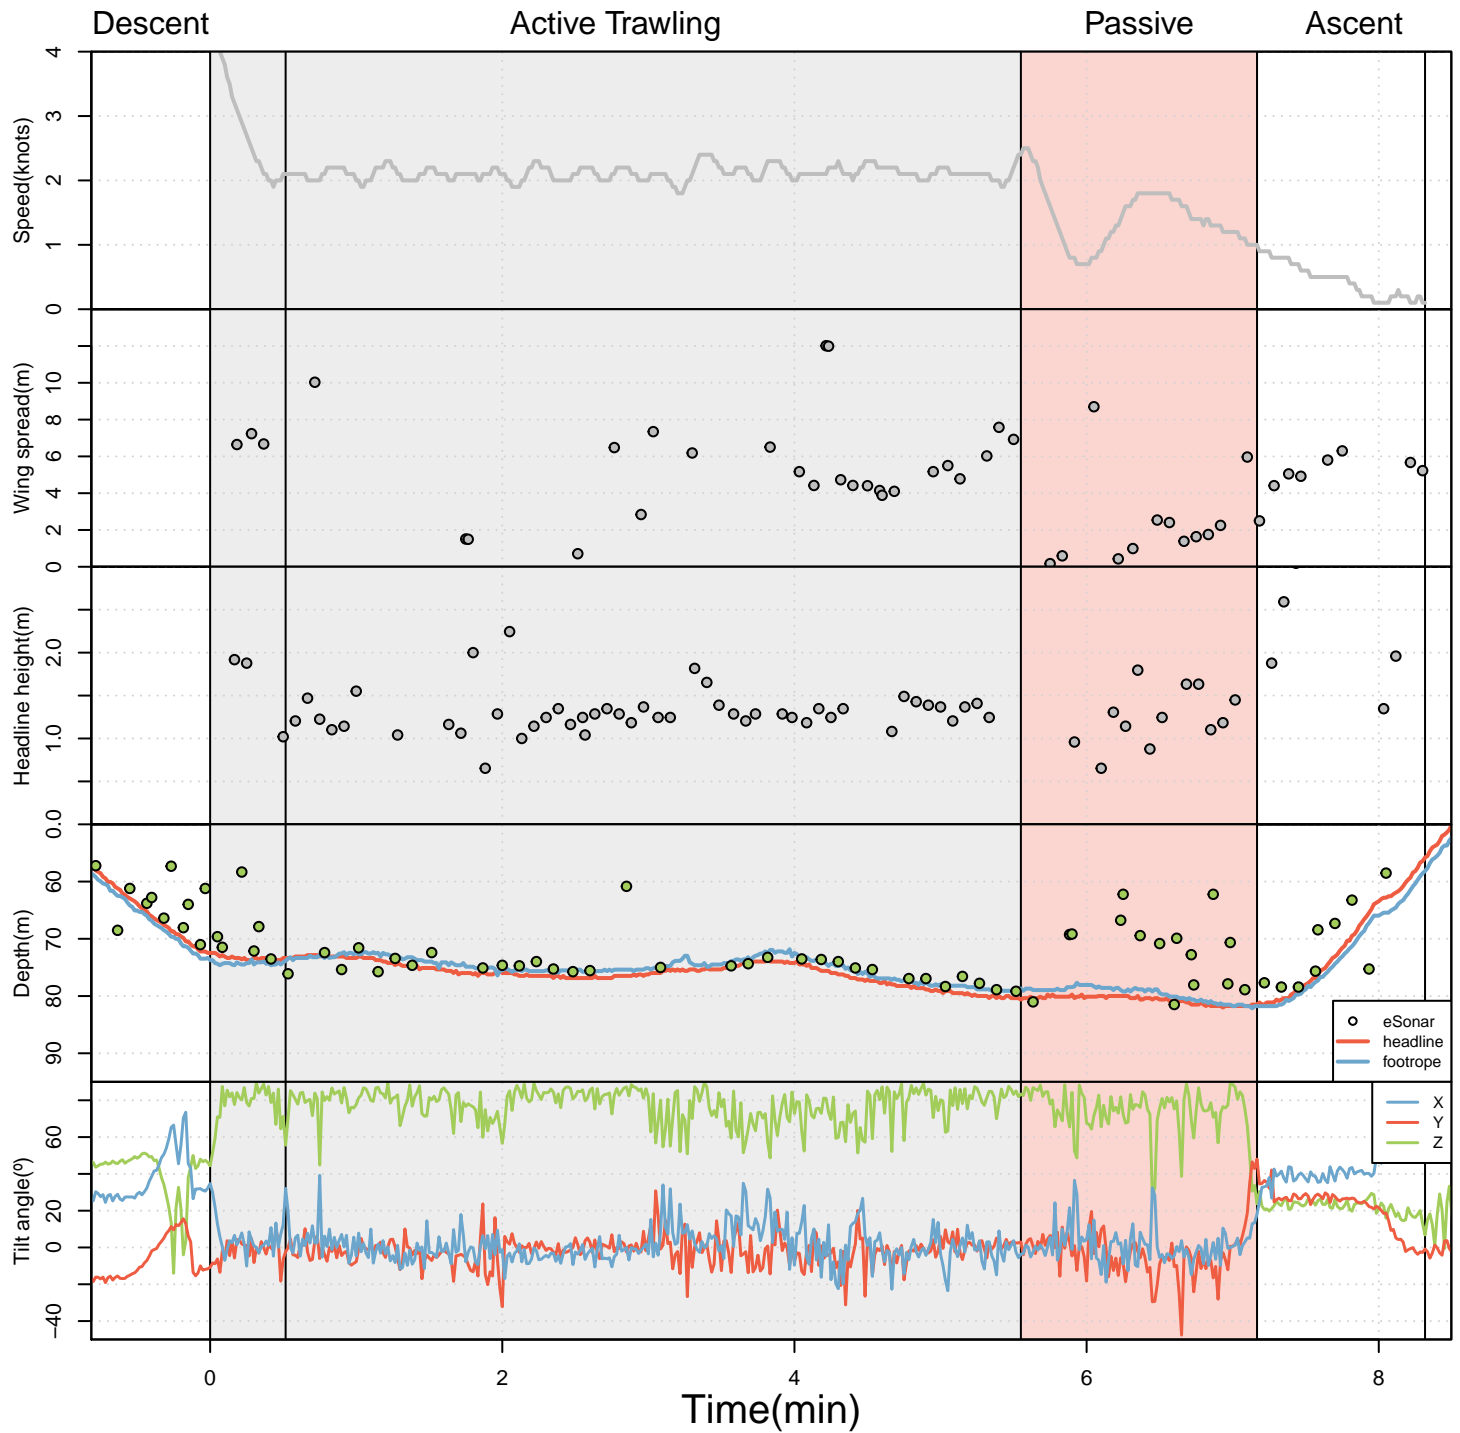 Descent Active Trawling Passive Ascent
Speed(knots)
4
3
2
1
0
Wing spread(m)
10
8
6
4
2
0
Headline height(m)
2.0
1.0
0.0
Depth(m)
60
70
80
90
eSonar
headline
footrope
Tilt angle(º)
60
20
0
−40
X
Y
Z
0 2 4 6 8
Time(min)